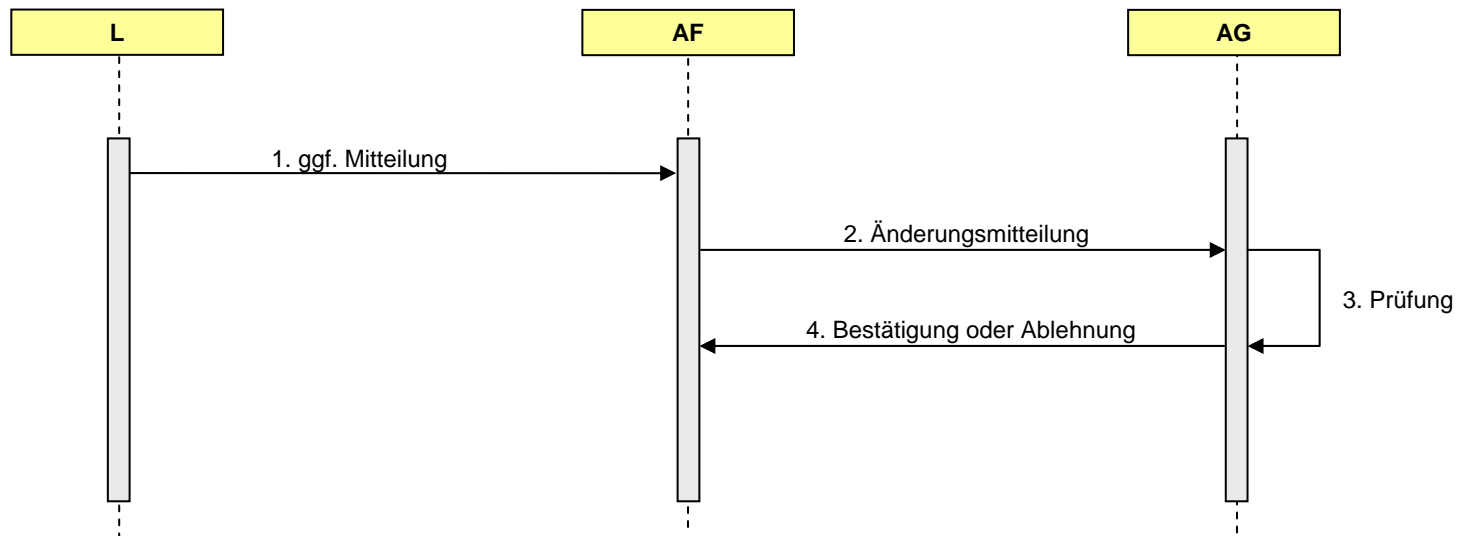 L
AF
AG
1. ggf. Mitteilung
2. Änderungsmitteilung
3. Prüfung
4. Bestätigung oder Ablehnung